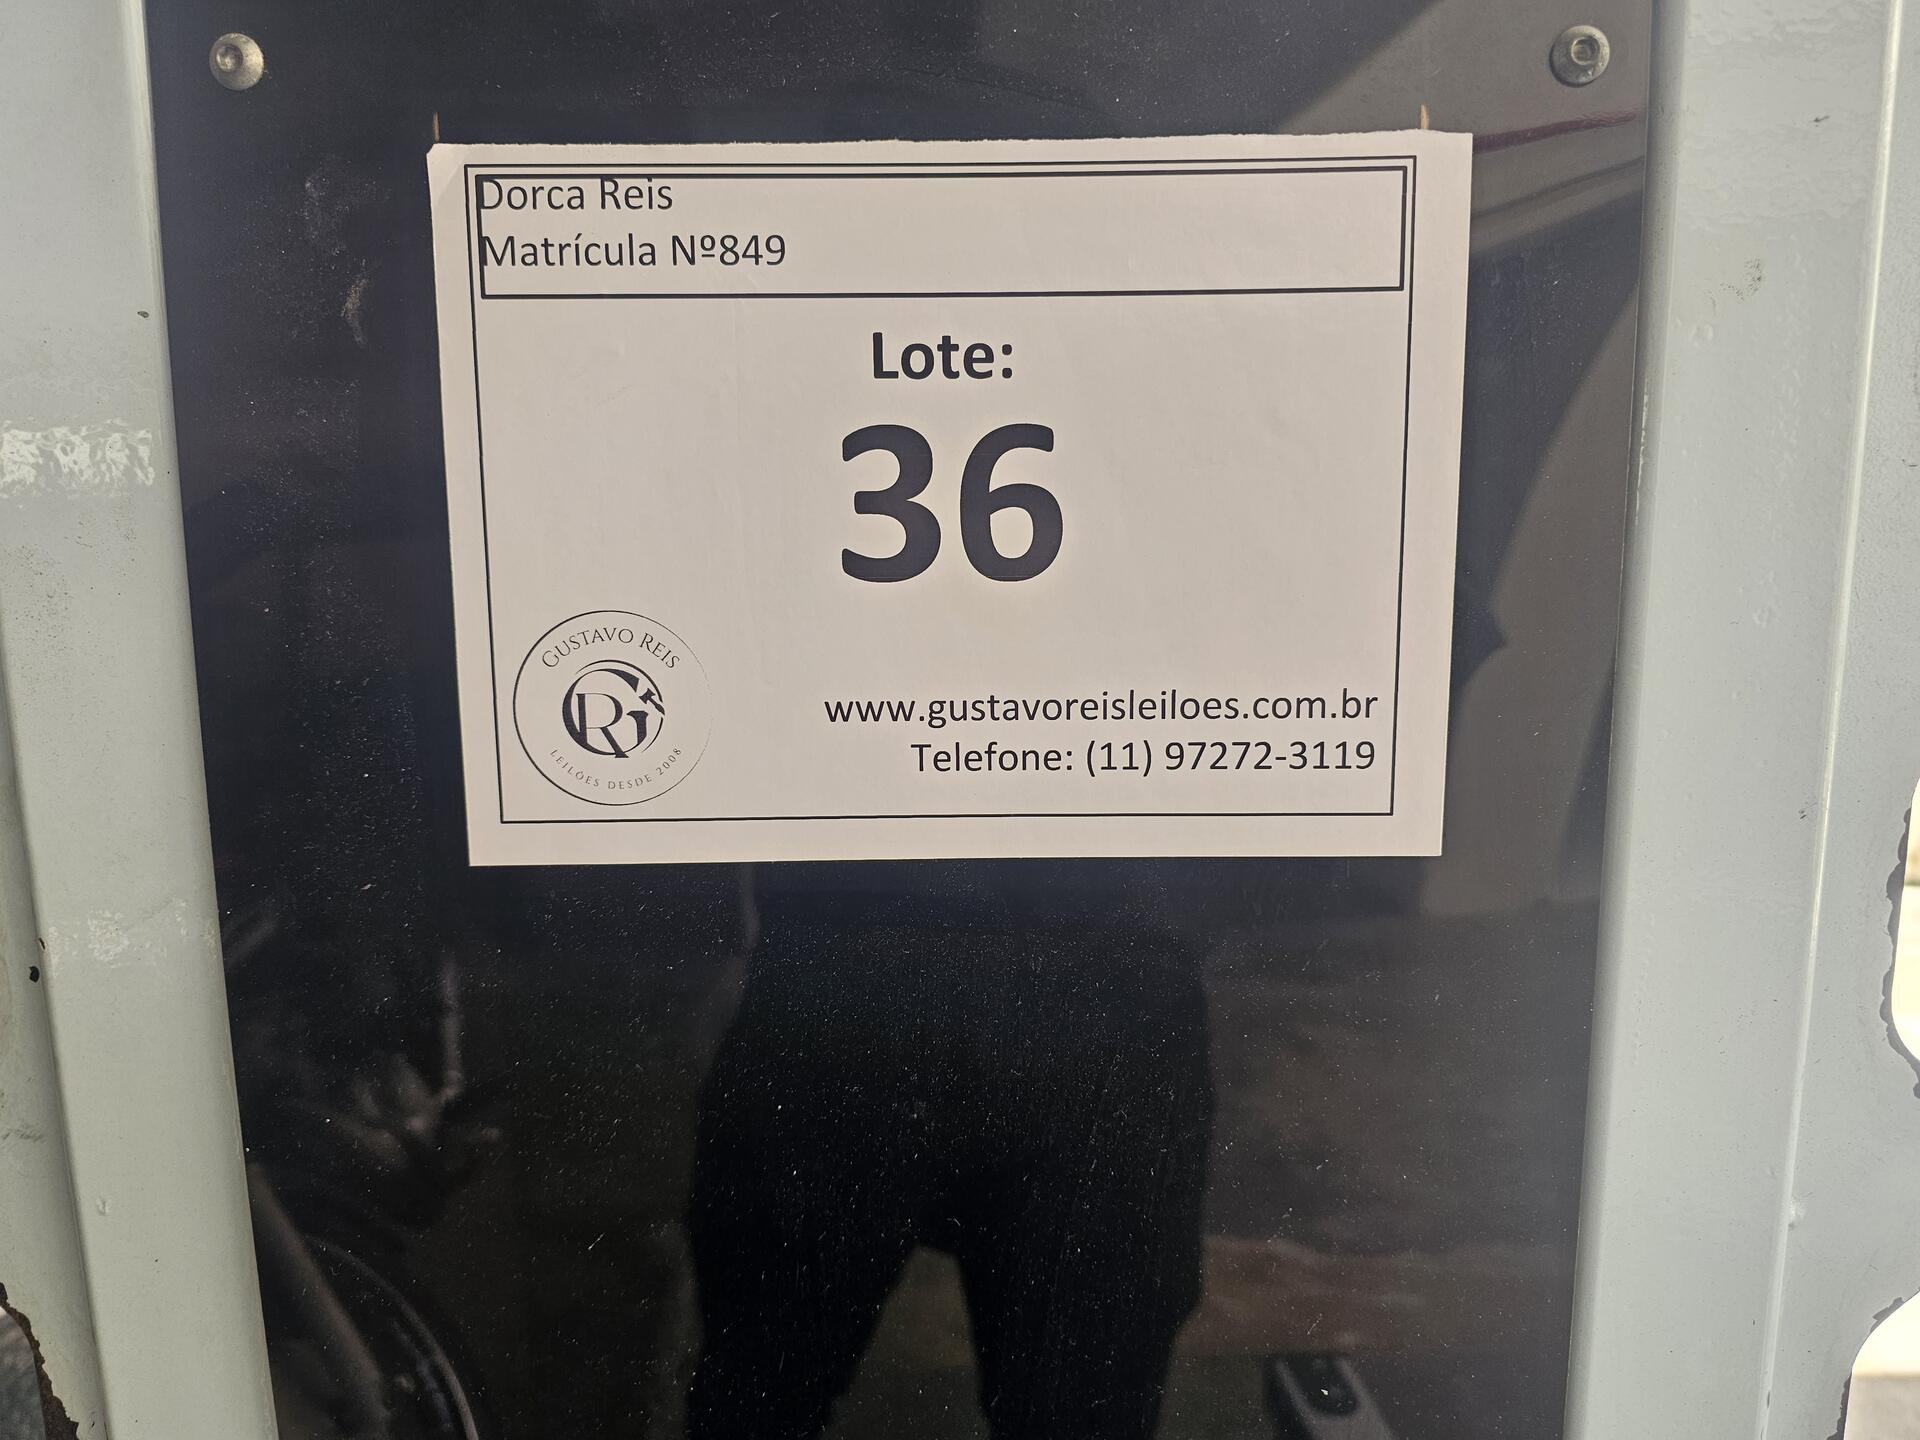 Dorca Reis
Matrícula Nº849
Lote:
36
GUSTAVO REIS
GR
LEILÕES DESDE 2008
www.gustavoreisleiloes.com.br
Telefone: (11) 97272-3119